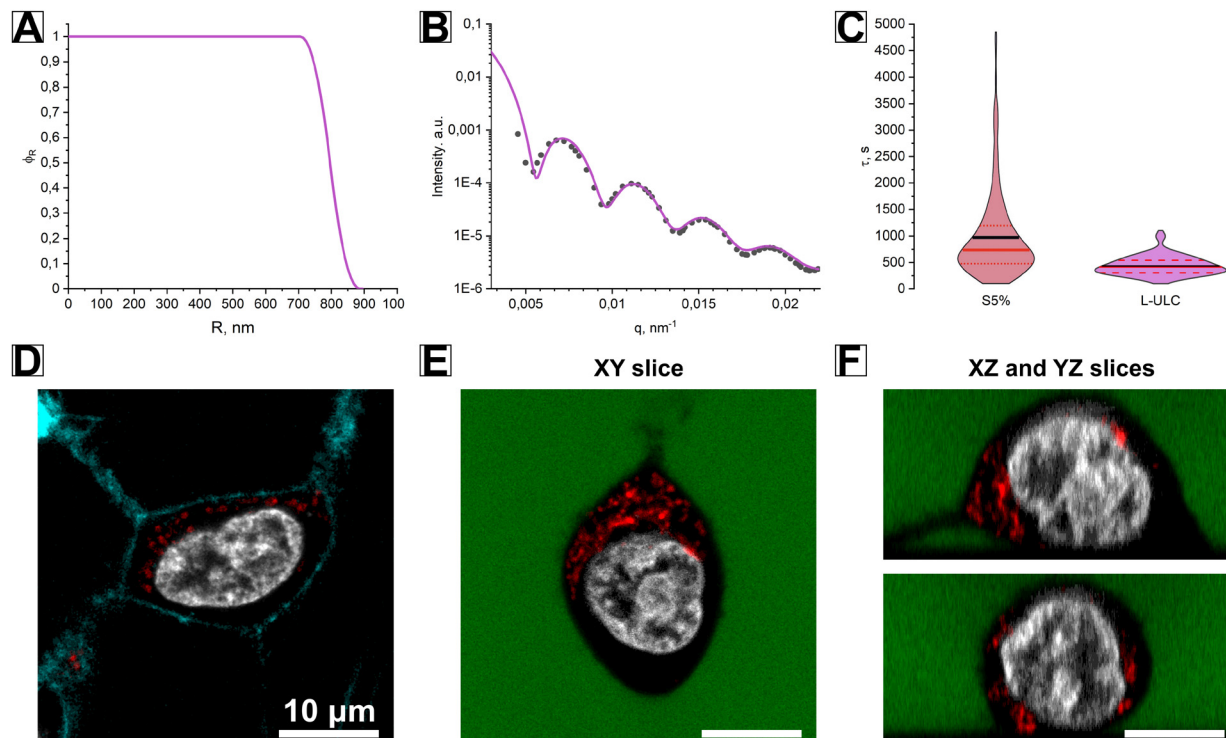 A
1
0,9
0,8
0,7
0,6
0,5
0,4
0,3
0,2
0,1
0
ϕR
0 100 200 300 400 500 600 700 800 900 100
R, nm
B
0,1
0,01
0,001
1E-4
1E-5
1E-6
Intensity. a.u.
0,005 0,01 0,015 0,02
q, nm-1
C
5000
4500
4000
3500
3000
2500
2000
1500
1000
500
0
τ, s
S5% L-ULC
D
10 µm
E
XY slice
F
XZ and YZ slices